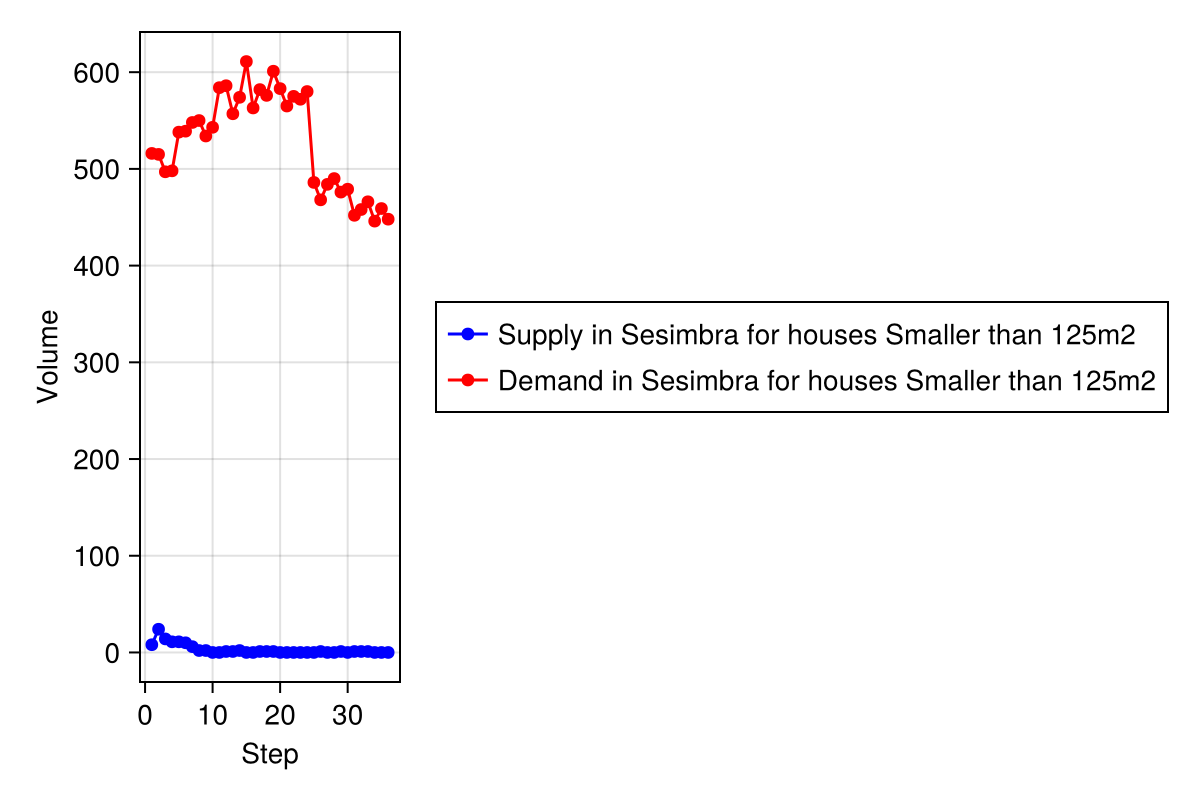 600
500
400
300
200
100
0
Volume
0 10 20 30
Step
Supply in Sesimbra for houses Smaller than 125m2
Demand in Sesimbra for houses Smaller than 125m2